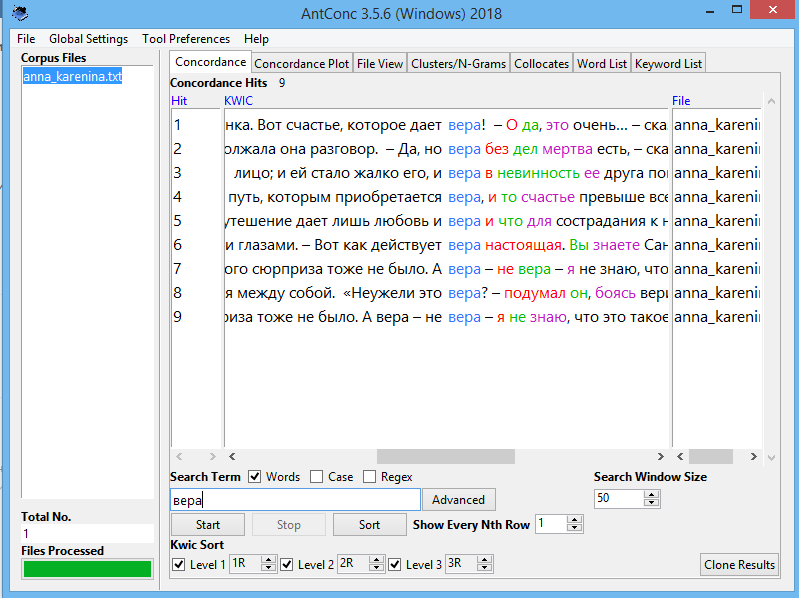 AntConc 3.5.6 (Windows) 2018
File Global Settings Tool Preferences Help
Corpus Files
anna_karenina.txt
Concordance Concordance Plot File View Clusters/N-Grams Collocates Word List Keyword List
Concordance Hits 9
Hit KWIC File
1 нка. Вот счастье, которое дает вера! – О да, это очень... – ска anna_karenin
2 олжала она разговор. – Да, но вера без дел мертва есть, – ска anna_karenin
3 лицо; и ей стало жалко его, и вера в невинность ее друга по anna_karenin
4 путь, которым приобретается вера, и то счастье превыше все anna_karenin
5 утешение дает лишь любовь и вера и что для сострадания к н anna_karenin
6 и глазами. – Вот как действует вера настоящая. Вы знаете Сан anna_karenin
7 ого сюрприза тоже не было. А вера – не вера – я не знаю, что anna_karenin
8 я между собой. «Неужели это вера? – подумал он, боясь вери anna_karenin
9 риза тоже не было. А вера – не вера – я не знаю, что это такое anna_karenin
Search Term Words Case Regex Search Window Size
вера Advanced 50
Start Stop Sort Show Every Nth Row 1
Total No.
1
Files Processed
Kwic Sort
Level 1 1R Level 2 2R Level 3 3R Clone Results